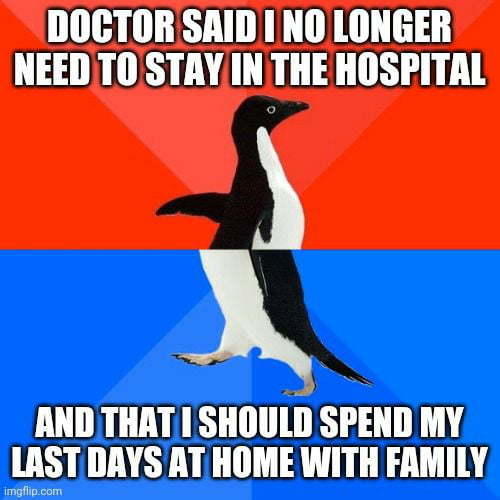 DOCTOR SAID I NO LONGER
NEED TO STAY IN THE HOSPITAL
AND THAT I SHOULD SPEND MY
LAST DAYS AT HOME WITH FAMILY
imgflip.com